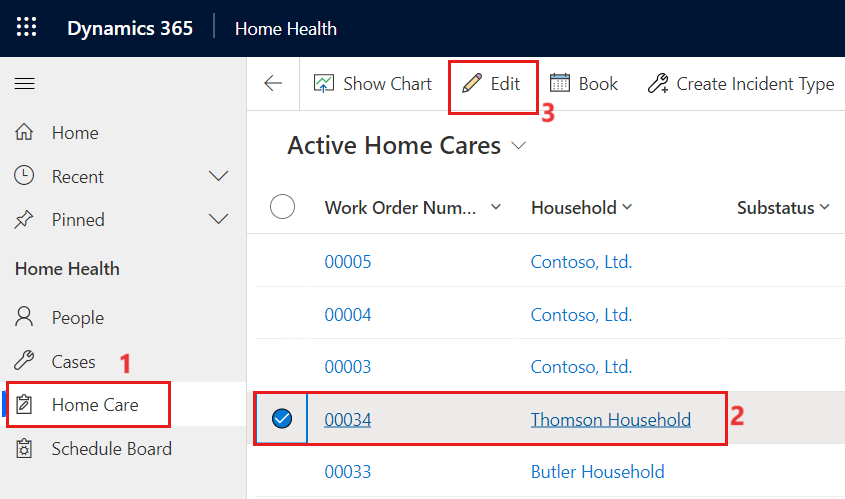 Dynamics 365 Home Health
Show Chart Edit Book Create Incident Type
3
Home
Recent
Pinned
Home Health
People
Cases
1
Home Care
Schedule Board
Active Home Cares
Work Order Num... Household Substatus
00005 Contoso, Ltd.
00004 Contoso, Ltd.
00003 Contoso, Ltd.
00034 Thomson Household 2
00033 Butler Household